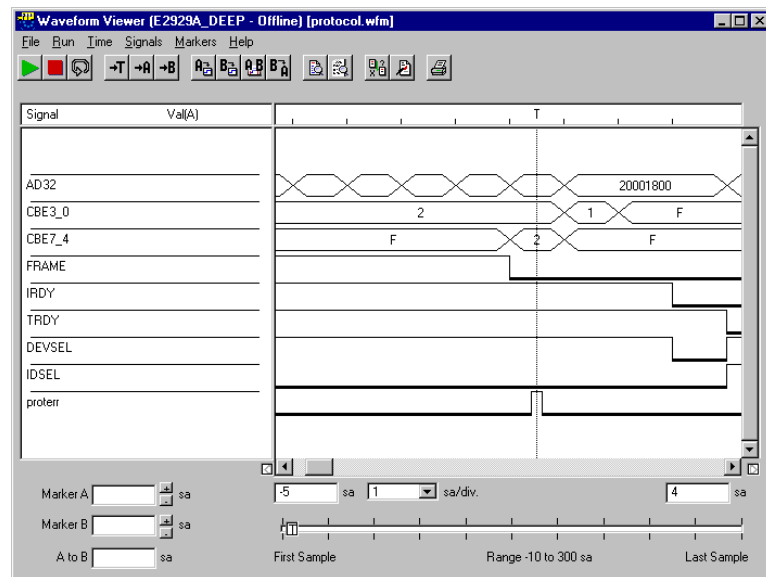 Waveform Viewer (E2929A_DEEP - Offline) [protocol.wfm]
File Run Time Signals Markers Help
→T →A →B A B A,B B A
Signal Val(A) T
AD32 20001800
CBE3_0 2 1 F
CBE7_4 F 2 F
FRAME
IRDY
TRDY
DEVSEL
IDSEL
proterr
Marker A sa -5 sa 1 sa/div. 4 sa
Marker B sa
A to B sa First Sample Range -10 to 300 sa Last Sample